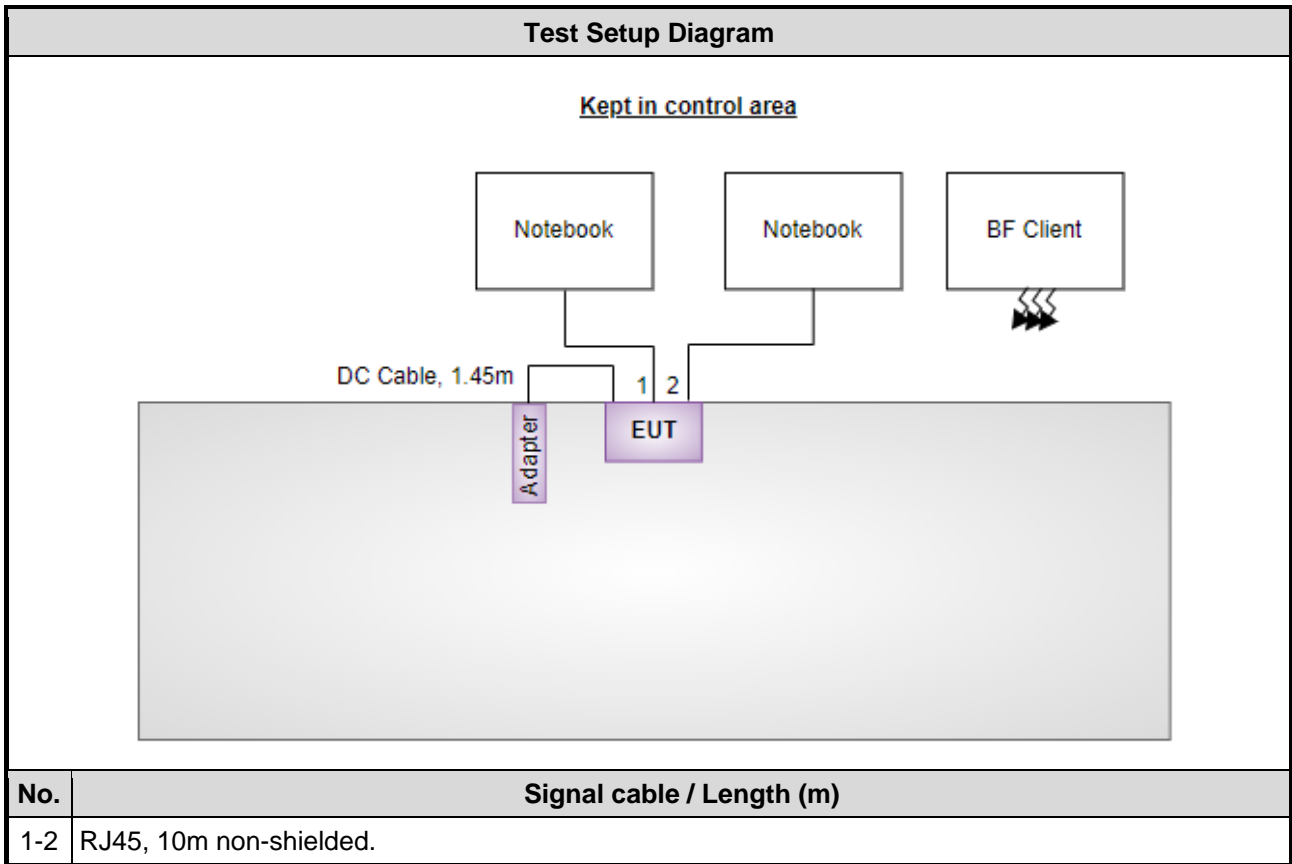 Test Setup Diagram
Kept in control area
Notebook
Notebook
BF Client
DC Cable, 1.45m
1
2
Adapter
EUT
No.
Signal cable / Length (m)
1-2
RJ45, 10m non-shielded.